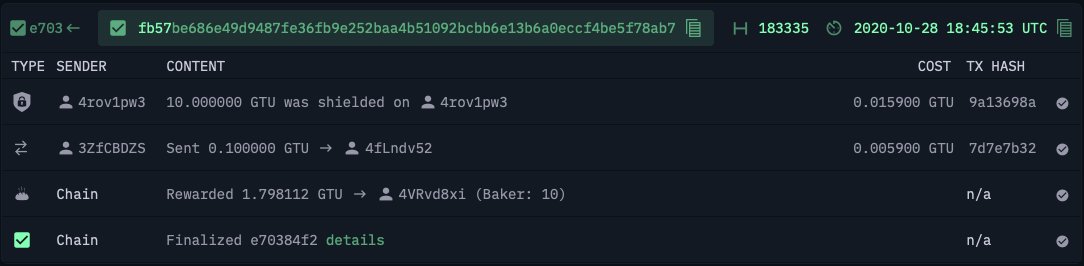 e703← fb57be686e49d9487fe36fb9e252baa4b51092bcbb6e13b6a0eccf4be5f78ab7 183335 2020-10-28 18:45:53 UTC
TYPE SENDER CONTENT COST TX HASH
4rov1pw3 10.000000 GTU was shielded on 4rov1pw3 0.015900 GTU 9a13698a
3ZfCBDZS Sent 0.100000 GTU → 4fLndv52 0.005900 GTU 7d7e7b32
Chain Rewarded 1.798112 GTU → 4VRvd8xi (Baker: 10) n/a
Chain Finalized e70384f2 details n/a